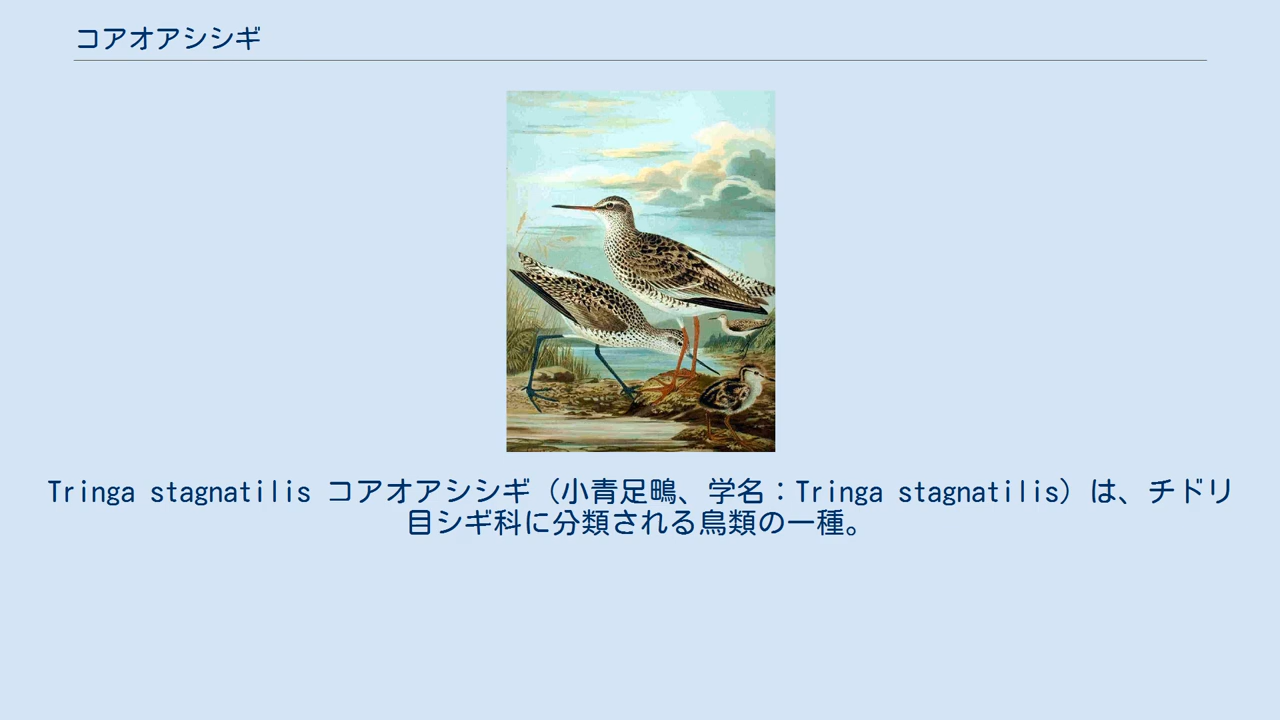 コアオアシシギ
Tringa stagnatilis コアオアシシギ（小青足鴫、学名：Tringa stagnatilis）は、チドリ
目シギ科に分類される鳥類の一種。